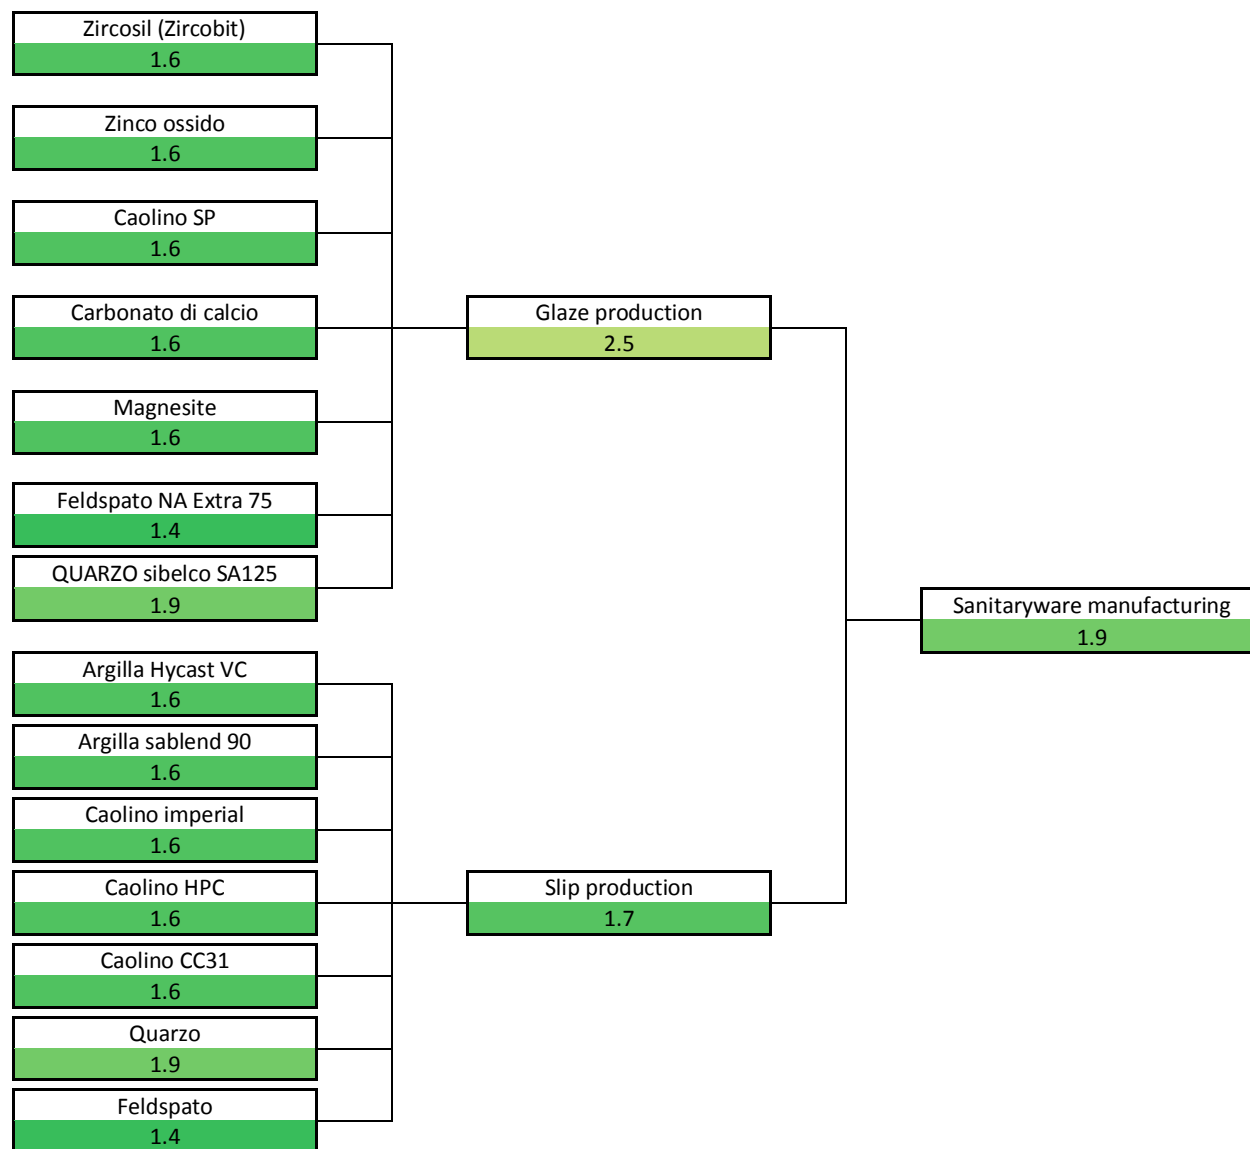 Zircosil (Zircobit)
1.6
Zinco ossido
1.6
Caolino SP
1.6
Carbonato di calcio
1.6
Magnesite
1.6
Feldspato NA Extra 75
1.4
QUARZO sibelco SA125
1.9
Argilla Hycast VC
1.6
Argilla sablend 90
1.6
Caolino imperial
1.6
Caolino HPC
1.6
Caolino CC31
1.6
Quarzo
1.9
Feldspato
1.4
Glaze production
2.5
Slip production
1.7
Sanitaryware manufacturing
1.9